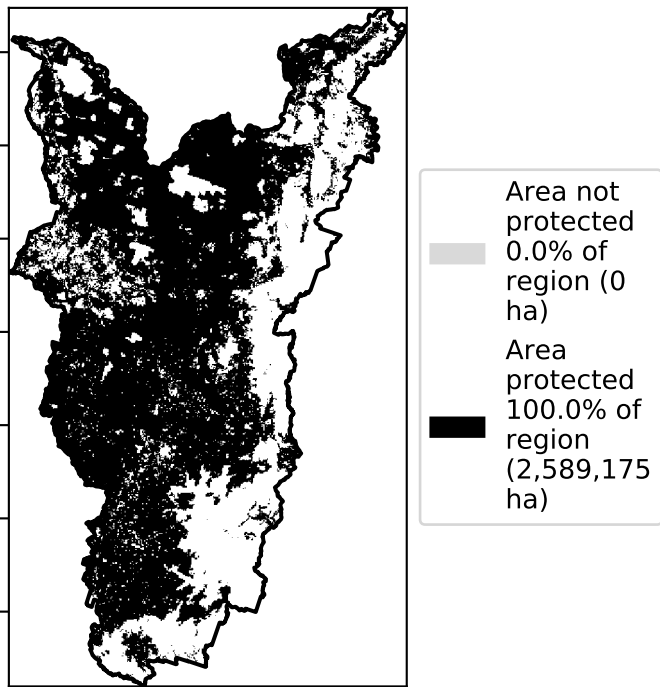 Area not
protected
0.0% of
region (0
ha)
Area
protected
100.0% of
region
(2,589,175
ha)